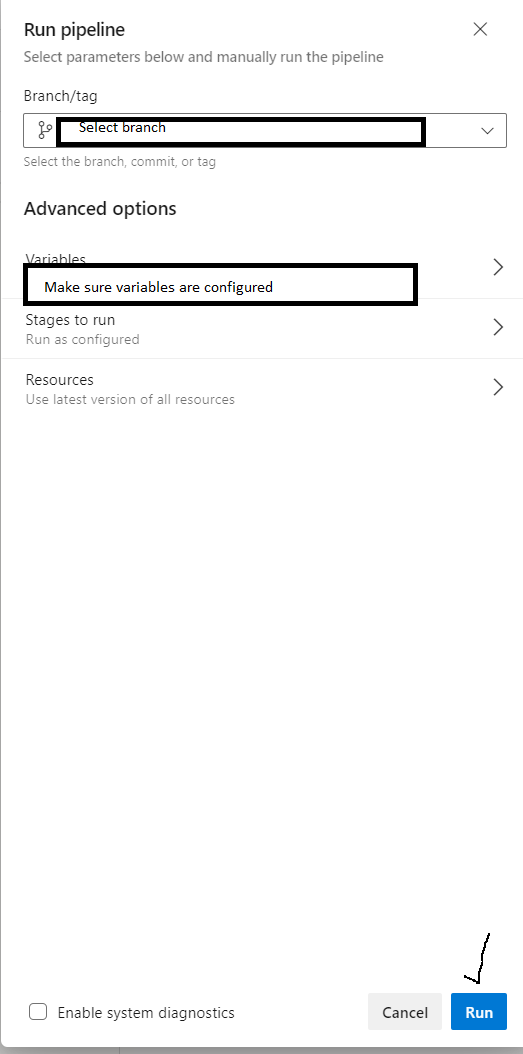 Run pipeline
Select parameters below and manually run the pipeline
Branch/tag
Select branch
Select the branch, commit, or tag
Advanced options
Variables
Make sure variables are configured
Stages to run
Run as configured
Resources
Use latest version of all resources
Enable system diagnostics
Cancel
Run